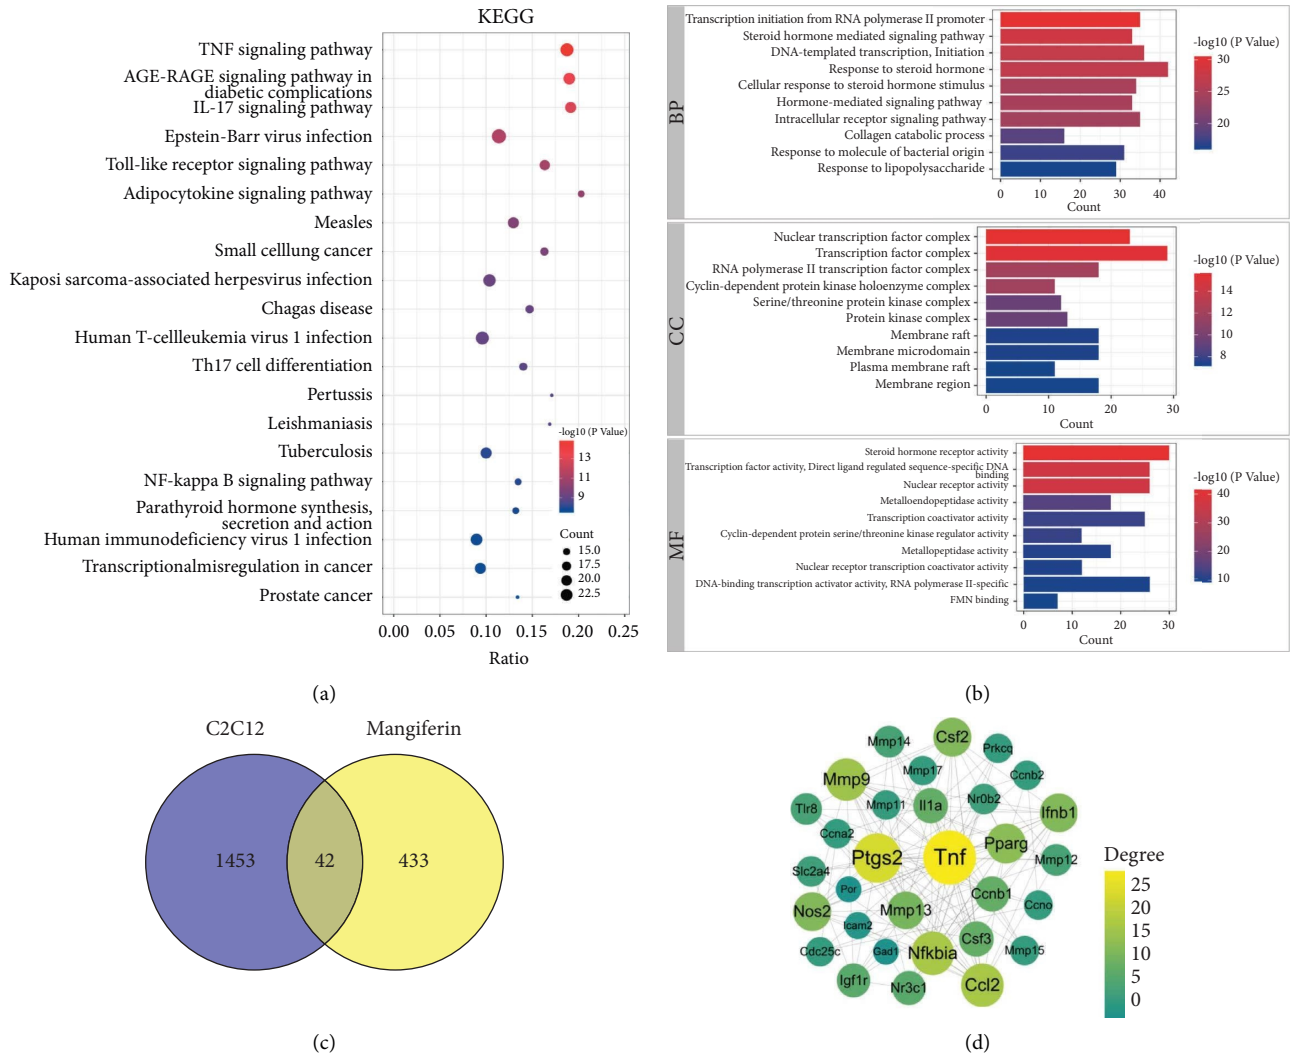 KEGG
TNF signaling pathway
AGE-RAGE signaling pathway in
diabetic complications
IL-17 signaling pathway
Epstein-Barr virus infection
Toll-like receptor signaling pathway
Adipocytokine signaling pathway
Measles
Small celllung cancer
Kaposi sarcoma-associated herpesvirus infection
Chagas disease
Human T-cellleukemia virus 1 infection
Th17 cell differentiation
Pertussis
Leishmaniasis
Tuberculosis
NF-kappa B signaling pathway
Parathyroid hormone synthesis,
secretion and action
Human immunodeficiency virus 1 infection
Transcriptionalmisregulation in cancer
Prostate cancer
-log10 (P Value)
13
11
9
Count
15.0
17.5
20.0
22.5
0.00 0.05 0.10 0.15 0.20 0.25
Ratio
(a)
BP
Transcription initiation from RNA polymerase II promoter
Steroid hormone mediated signaling pathway
DNA-templated transcription, Initiation
Response to steroid hormone
Cellular response to steroid hormone stimulus
Hormone-mediated signaling pathway
Intracellular receptor signaling pathway
Collagen catabolic process
Response to molecule of bacterial origin
Response to lipopolysaccharide
0 10 20 30 40
Count
-log10 (P Value)
30
20
CC
Nuclear transcription factor complex
Transcription factor complex
RNA polymerase II transcription factor complex
Cyclin-dependent protein kinase holoenzyme complex
Serine/threonine protein kinase complex
Protein kinase complex
Membrane raft
Membrane microdomain
Plasma membrane raft
Membrane region
0 10 20 30
Count
-log10 (P Value)
14
12
10
8
MF
Steroid hormone receptor activity
Transcription factor activity, Direct ligand regulated sequence-specific DNA
binding
Nuclear receptor activity
Metalloendopeptidase activity
Transcription coactivator activity
Cyclin-dependent protein serine/threonine kinase regulator activity
Metallopeptidase activity
Nuclear receptor transcription coactivator activity
DNA-binding transcription activator activity, RNA polymerase II-specific
FMN binding
0 10 20 30
Count
-log10 (P Value)
40
30
20
10
(b)
C2C12 Mangiferin
1453 42 433
(c)
Mmp14 Csf2 Prkcq
Mmp9 Mmp17 Ccnb2
Tlr8 Mmp11 Il1a Nr0b2 Ifnb1
Ccna2 Ptgs2 Tnf Pparg Mmp12
Slc2a4 Por Ccnb1
Nos2 Icam2 Mmp13 Ccno
Cdc25c Gad1 Nfkbia Csf3 Mmp15
Igf1r Nr3c1 Ccl2
Degree
25
20
15
10
5
0
(d)